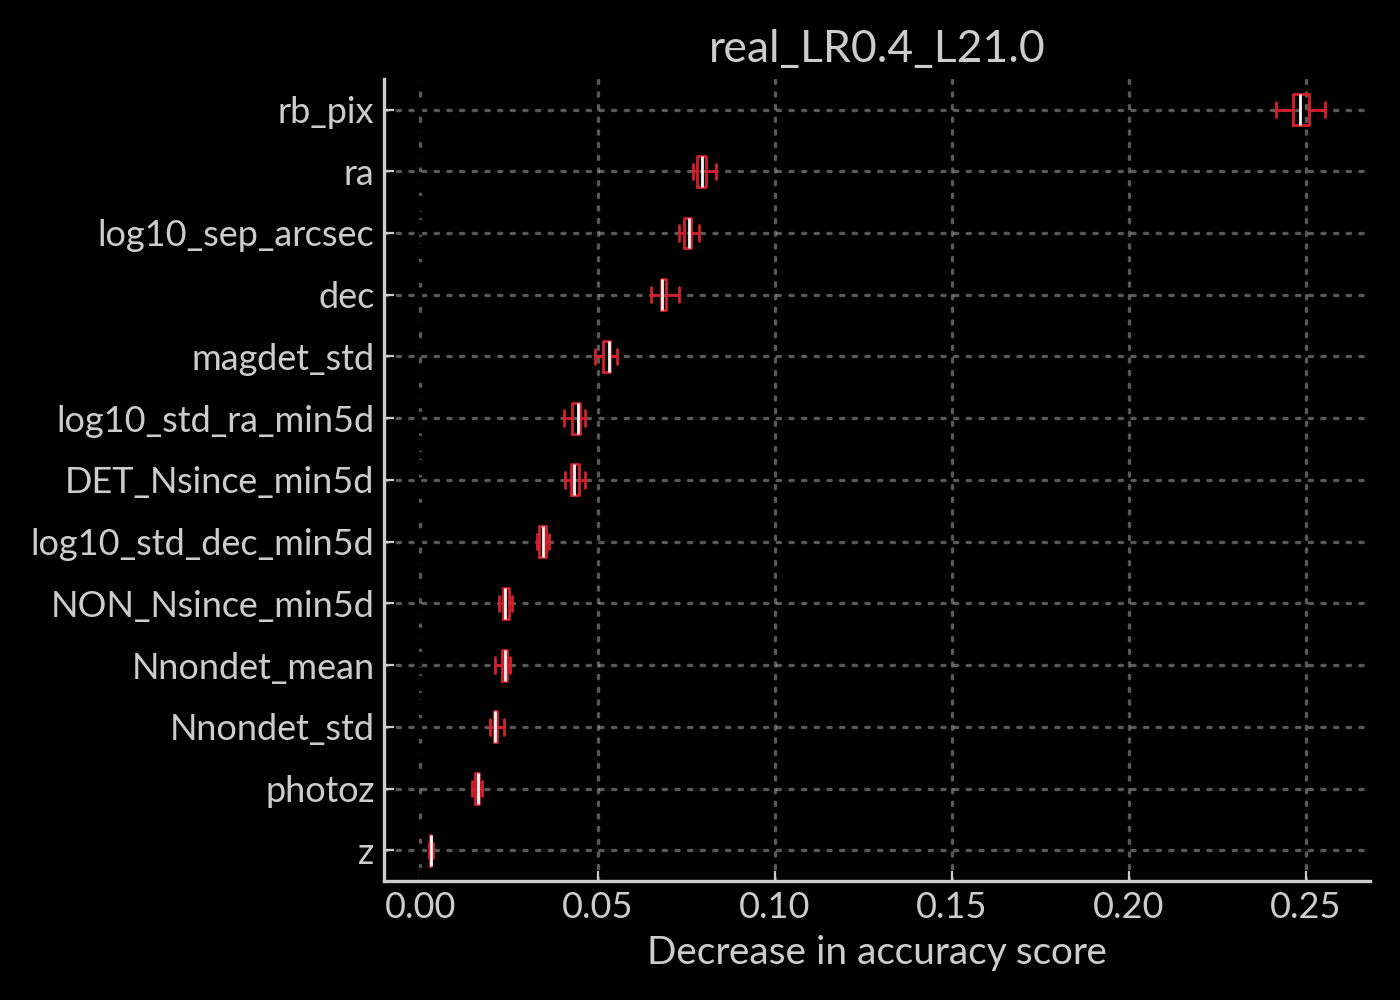 real_LR0.4_L21.0
rb_pix
ra
log10_sep_arcsec
dec
magdet_std
log10_std_ra_min5d
DET_Nsince_min5d
log10_std_dec_min5d
NON_Nsince_min5d
Nnondet_mean
Nnondet_std
photoz
z
0.00 0.05 0.10 0.15 0.20 0.25
Decrease in accuracy score